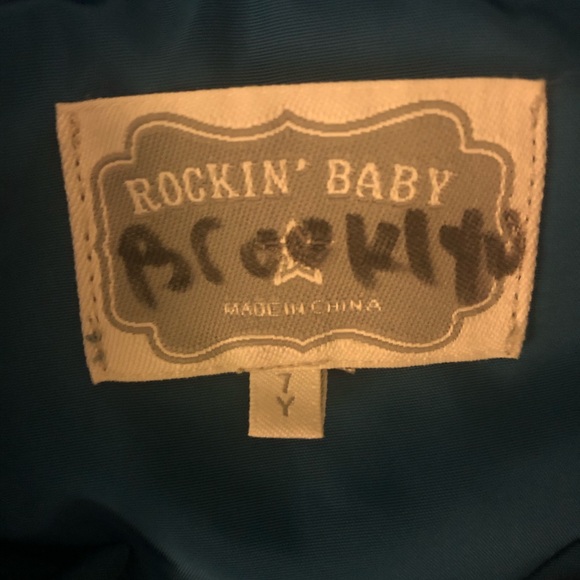 ROCKIN' BABY
Brooklyn
MADE IN CHINA
7
Y